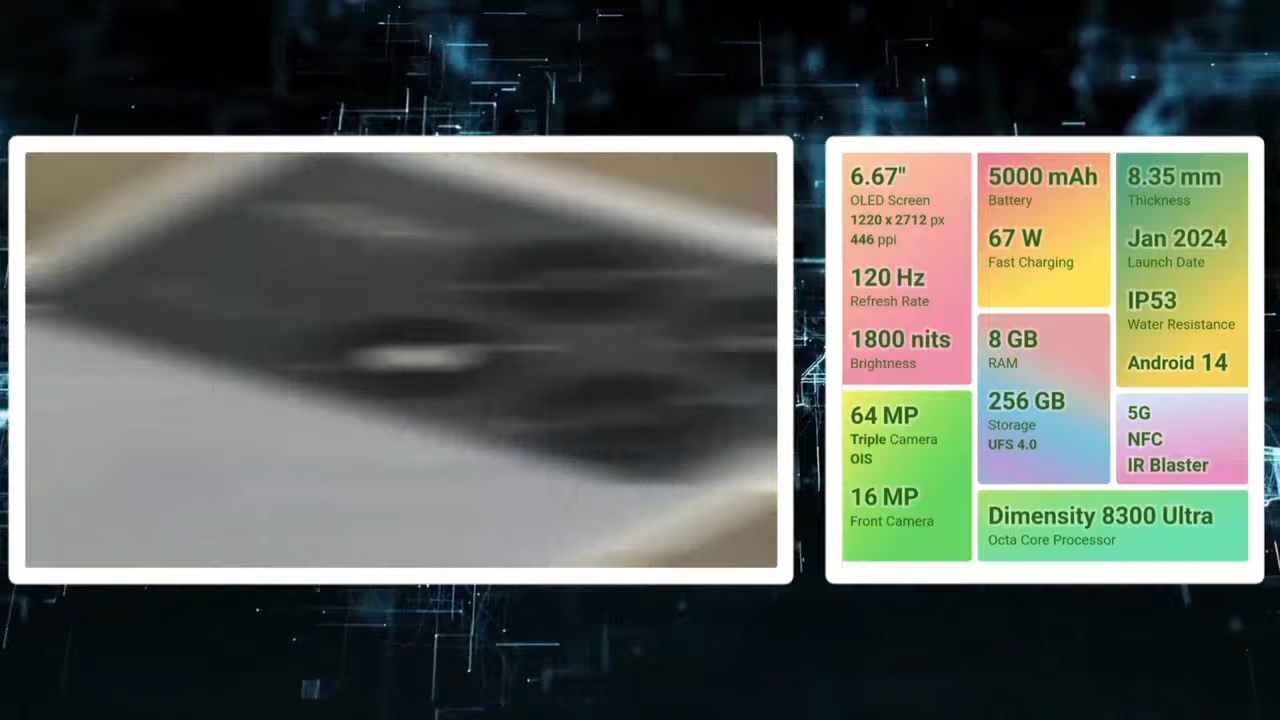 6.67"
OLED Screen
1220 x 2712 px
446 ppi
120 Hz
Refresh Rate
1800 nits
Brightness
64 MP
Triple Camera
OIS
16 MP
Front Camera
5000 mAh
Battery
67 W
Fast Charging
8 GB
RAM
256 GB
Storage
UFS 4.0
8.35 mm
Thickness
Jan 2024
Launch Date
IP53
Water Resistance
Android 14
5G
NFC
IR Blaster
Dimensity 8300 Ultra
Octa Core Processor